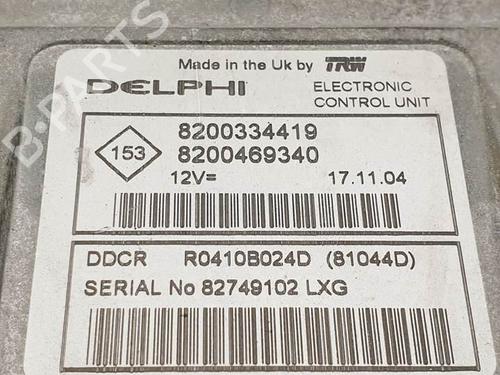 Made in the Uk by TRW
DELPHI
ELECTRONIC
CONTROL UNIT
153
8200334419
8200469340
12V= 17.11.04
DDCR R0410B024D (81044D)
SERIAL No 82749102 LXG
B-PARTS